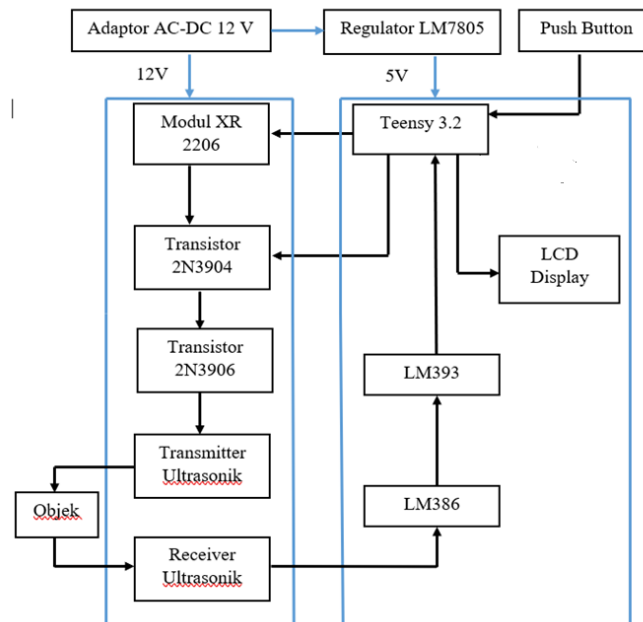 Adaptor AC-DC 12 V
Regulator LM7805
Push Button
12V
5V
Modul XR
2206
Teensy 3.2
Transistor
2N3904
LCD
Display
Transistor
2N3906
LM393
Transmitter
Ultrasonik
Objek
LM386
Receiver
Ultrasonik